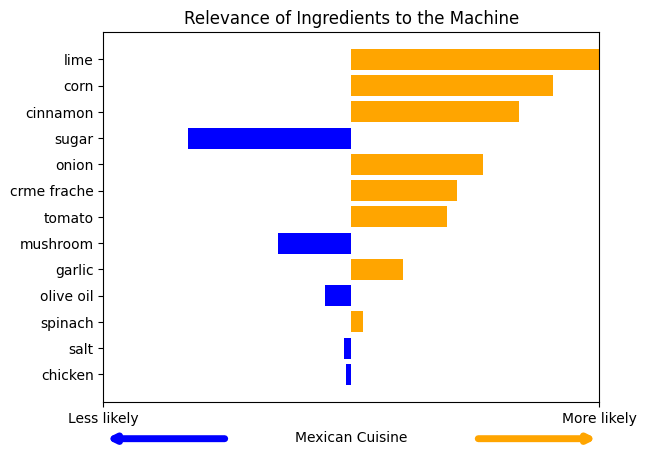 Relevance of Ingredients to the Machine
lime
corn
cinnamon
sugar
onion
crme frache
tomato
mushroom
garlic
olive oil
spinach
salt
chicken
Less likely
More likely
Mexican Cuisine